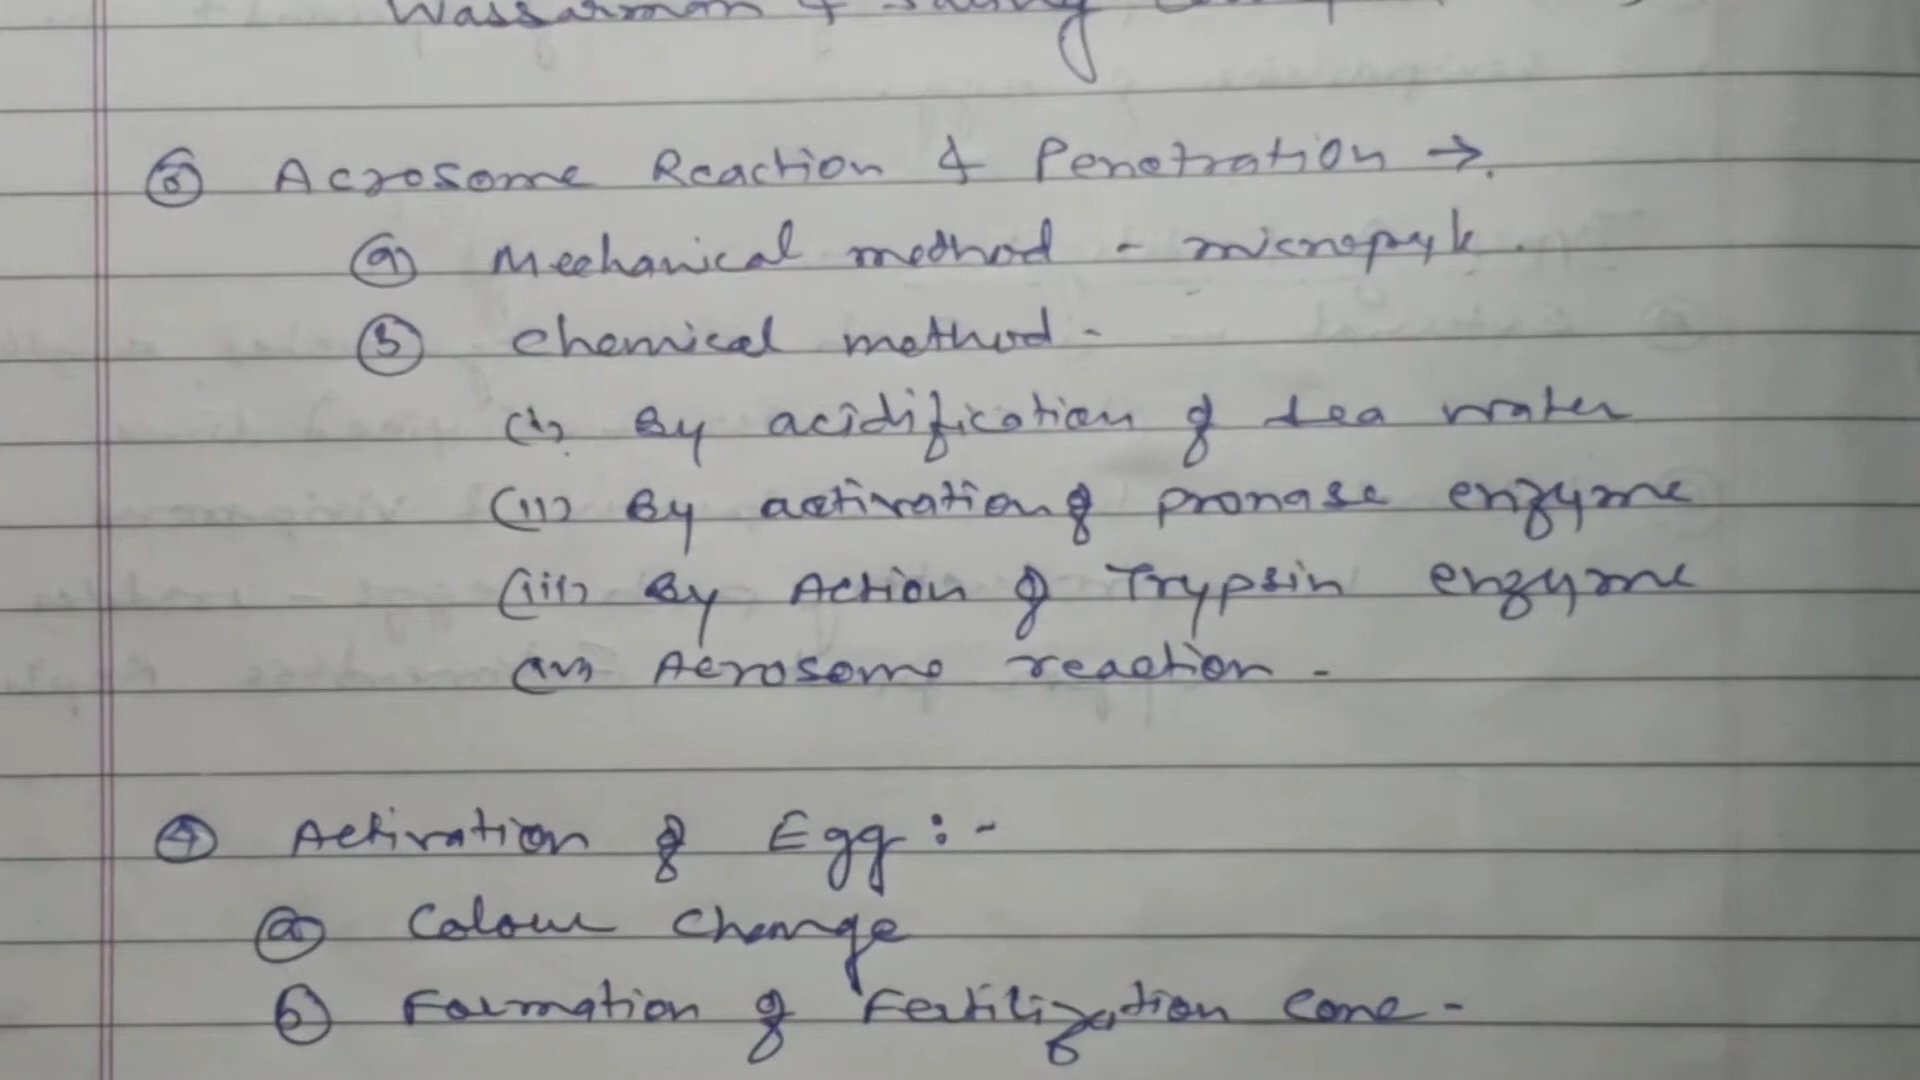 Wassarman &
③ Acrosome Reaction & Penetration →.
ⓐ Mechanical method - micropyle.
ⓑ chemical method -
(i) By acidification of sea water
(ii) By activation of pronase enzyme
(iii) By Action of Trypsin enzyme
(iv) Acrosome reaction -
④ Activation of Egg :-
ⓐ Colour change
ⓑ Formation of Fertilization cone -